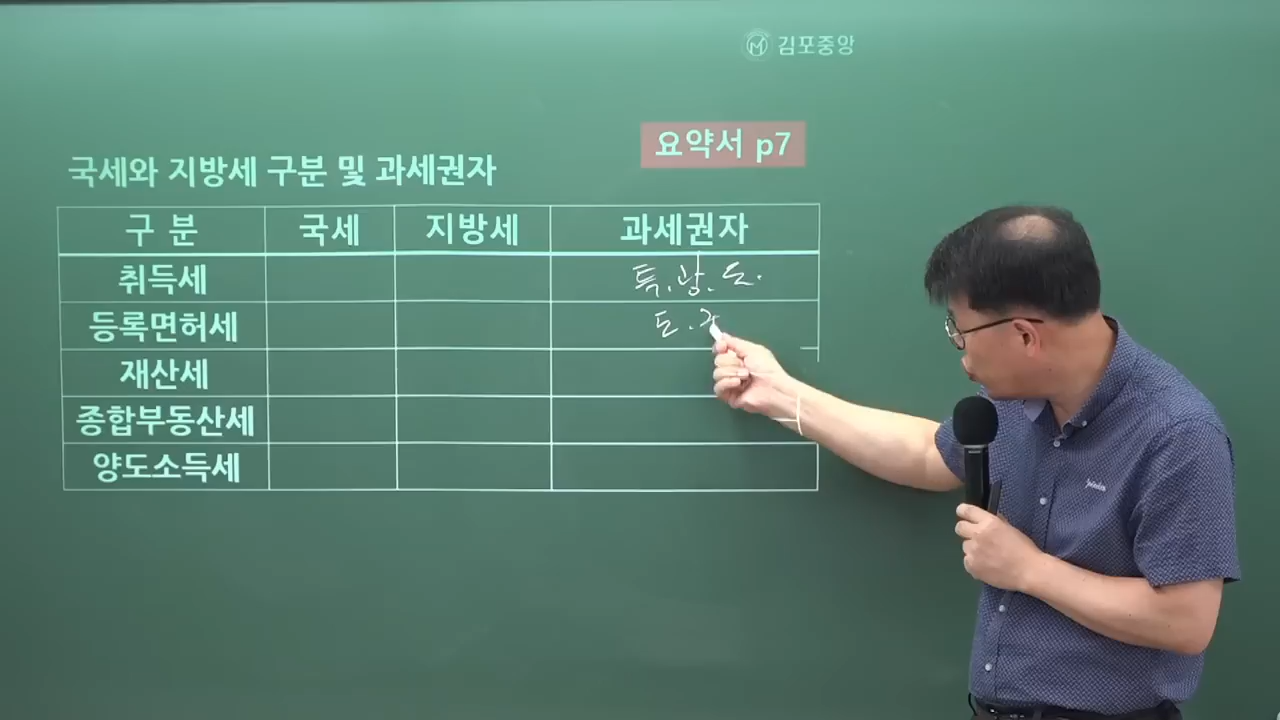 김포중앙
요약서 p7
국세와 지방세 구분 및 과세권자
구 분 국세 지방세 과세권자
취득세 특.광.도.
등록면허세 도.구
재산세
종합부동산세
양도소득세